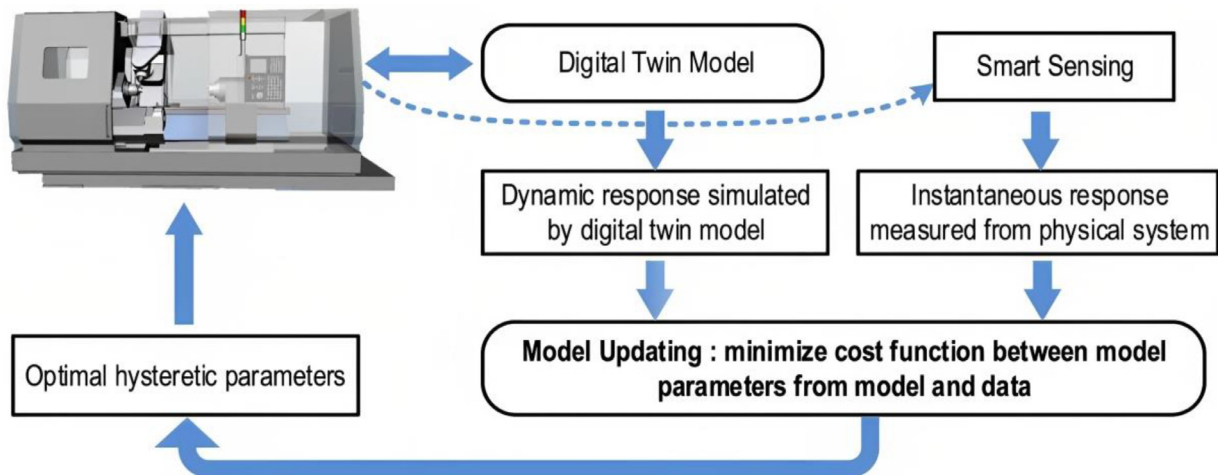 Digital Twin Model
Smart Sensing
Dynamic response simulated
by digital twin model
Instantaneous response
measured from physical system
Model Updating : minimize cost function between model
parameters from model and data
Optimal hysteretic parameters